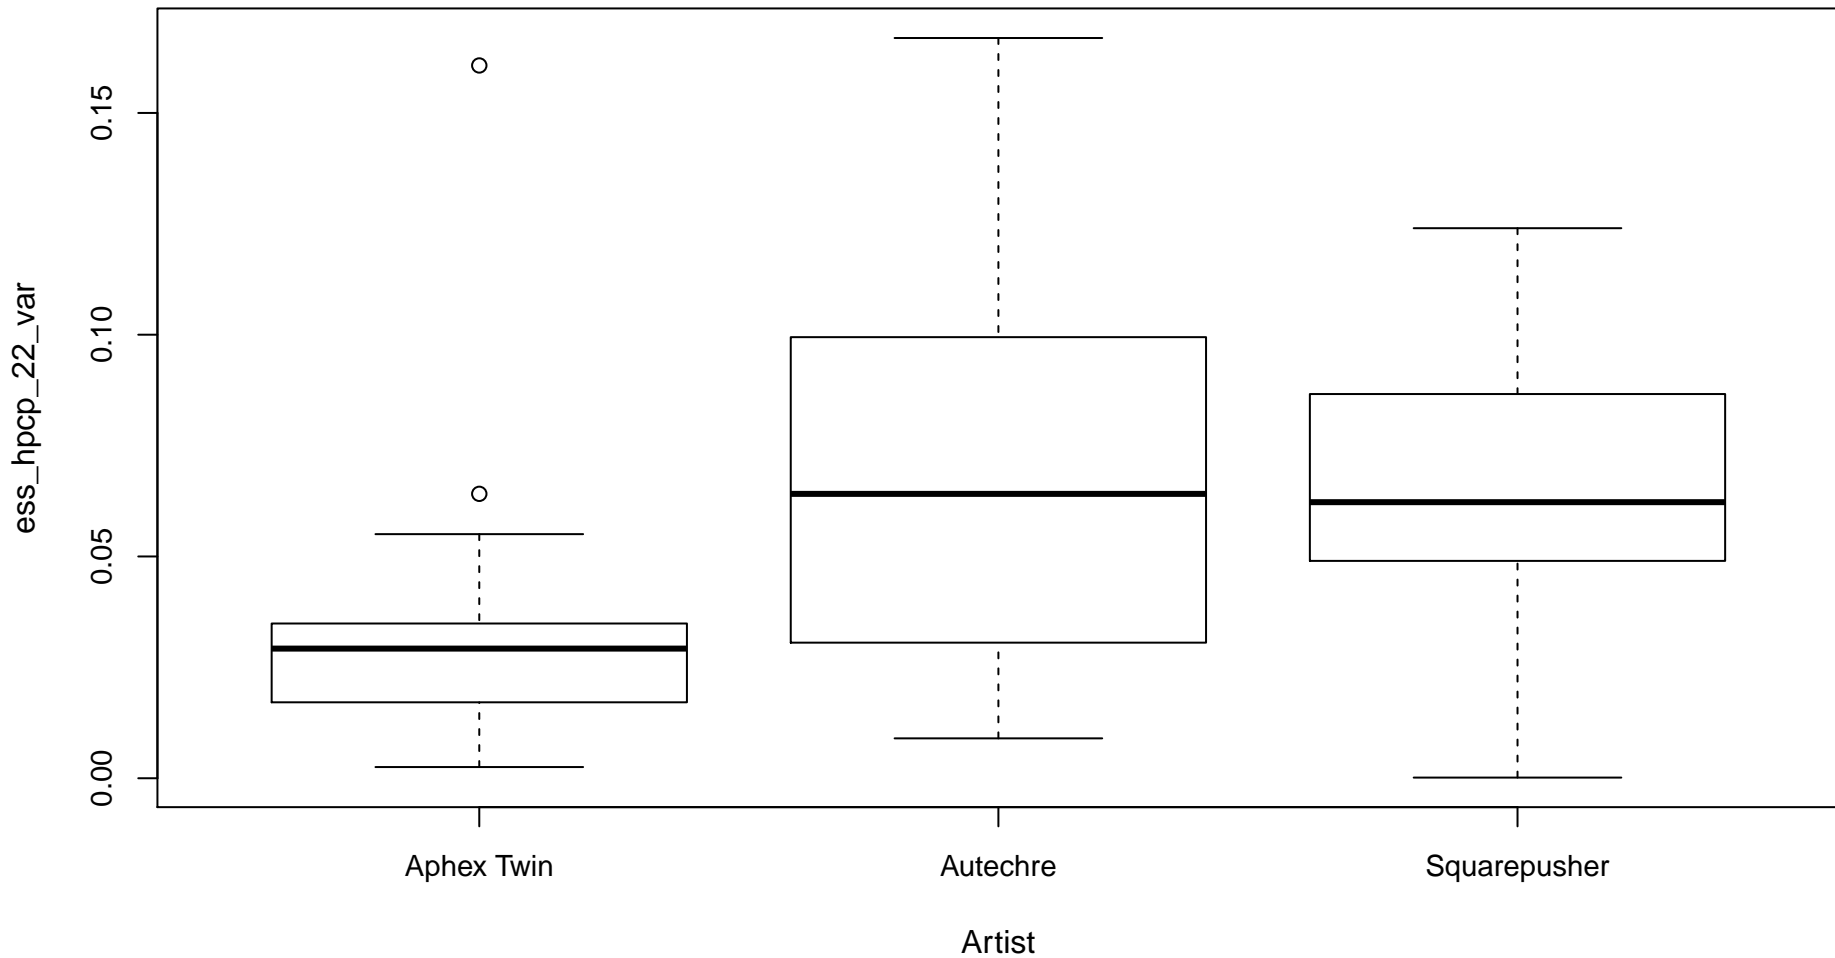 ess_hpcp_22_var
0.15
0.10
0.05
0.00
Aphex Twin Autechre Squarepusher
Artist